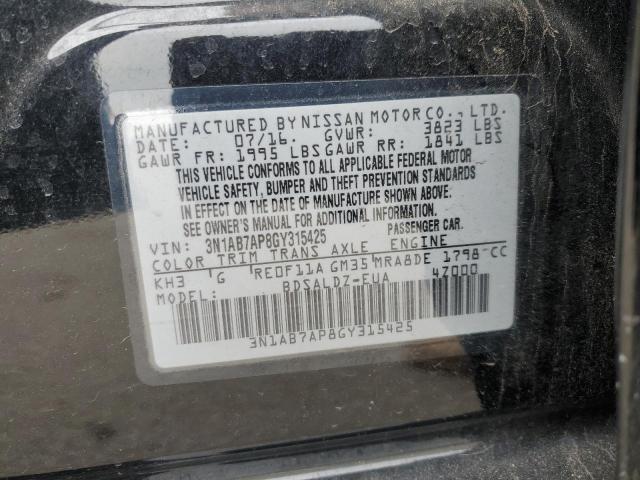 MANUFACTURED BY NISSAN MOTOR CO., LTD.
DATE: 07/16 GVWR: 3823 LBS
GAWR FR: 1995 LBS GAWR RR: 1841 LBS
THIS VEHICLE CONFORMS TO ALL APPLICABLE FEDERAL MOTOR
VEHICLE SAFETY, BUMPER AND THEFT PREVENTION STANDARDS
IN EFFECT ON THE DATE OF MANUFACTURE SHOWN ABOVE.
SEE OWNER'S MANUAL FOR ADDITIONAL INFORMATION.
VIN: 3N1AB7AP8GY315425 PASSENGER CAR.
COLOR TRIM TRANS AXLE ENGINE
KH3 G RE0F11A GM35 MRA8DE 1798 CC
MODEL: BDSALDZ-EUA 4Z000
3N1AB7AP8GY315425